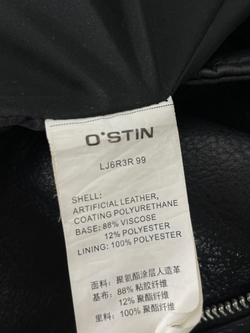 O'STIN
LJ6R3R 99
SHELL:
ARTIFICIAL LEATHER,
COATING POLYURETHANE
BASE: 88% VISCOSE
12% POLYESTER
LINING: 100% POLYESTER
面料: 聚氨酯涂层人造革
基布: 88% 粘胶纤维
12% 聚酯纤维
里料: 100% 聚酯纤维